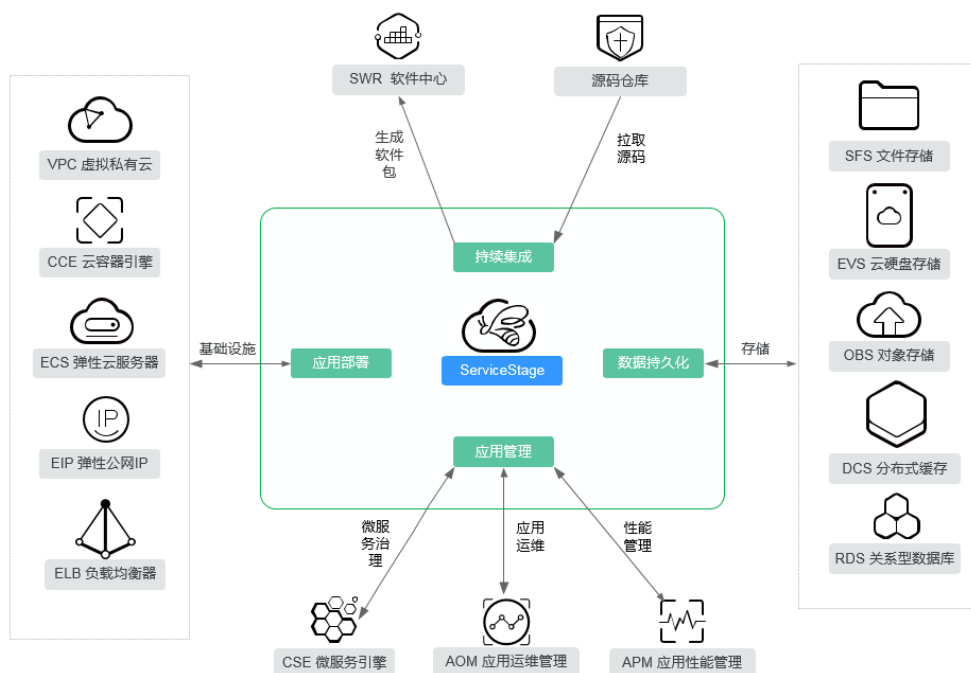 SWR 软件中心
源码仓库
生成
软件
包
拉取
源码
VPC 虚拟私有云
CCE 云容器引擎
ECS 弹性云服务器
IP
EIP 弹性公网IP
ELB 负载均衡器
基础设施
持续集成
应用部署
ServiceStage
数据持久化
应用管理
存储
SFS 文件存储
EVS 云硬盘存储
OBS 对象存储
DCS 分布式缓存
RDS 关系型数据库
微服
务治
理
应用
运维
性能
管理
CSE 微服务引擎
AOM 应用运维管理
APM 应用性能管理